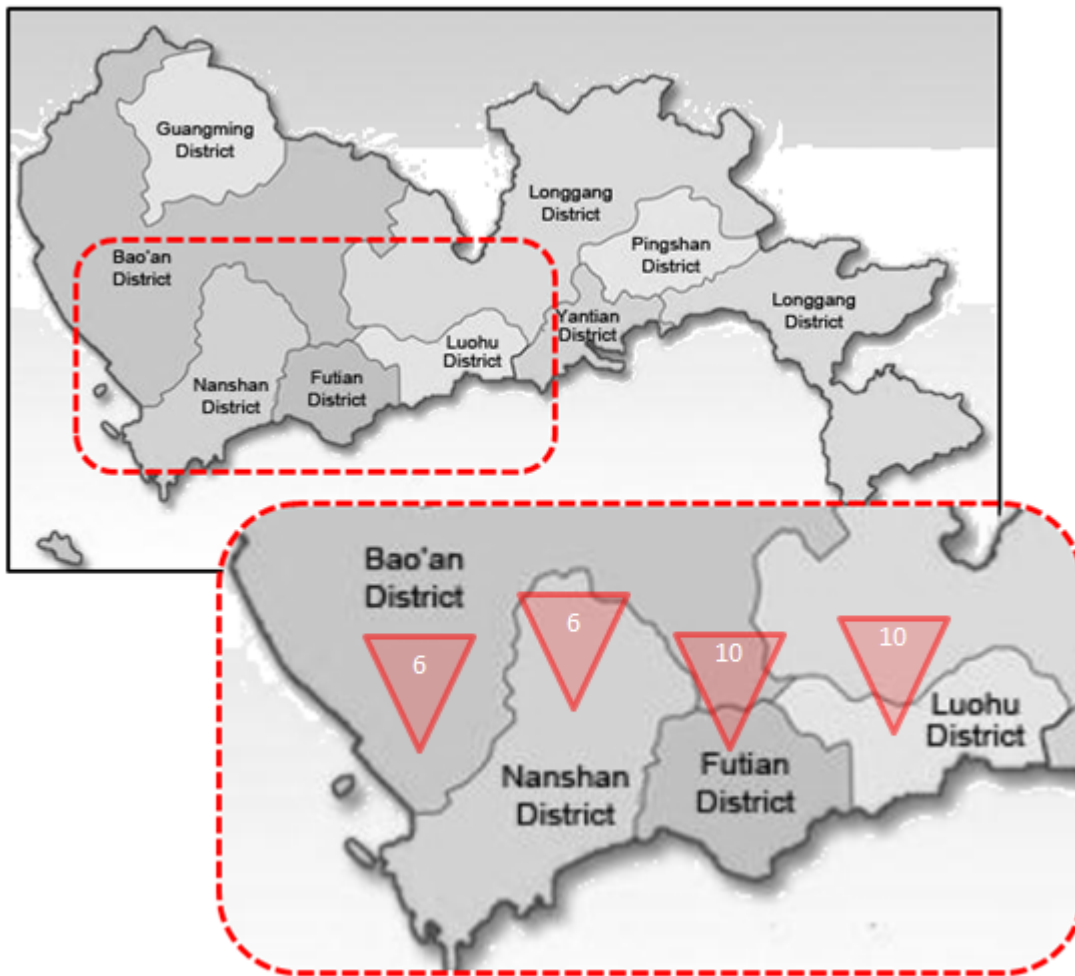 Guangming
District
Longgang
District
Pingshan
District
Bao'an
District
Longgang
District
Yantian
District
Luohu
District
Nanshan
District
Futian
District
Bao'an
District
6
6
10
10
Luohu
District
Nanshan
District
Futian
District